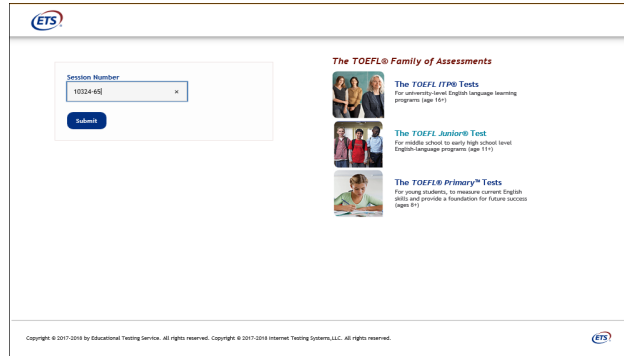 ETS
Session Number
10324-65
×
Submit
The TOEFL® Family of Assessments
The TOEFL ITP® Tests
For university-level English language learning
programs (age 16+)
The TOEFL Junior® Test
For middle school to early high school level
English-language programs (age 11+)
The TOEFL® Primary™ Tests
For young students, to measure current English
skills and provide a foundation for future success
(ages 8+)
Copyright © 2017-2018 by Educational Testing Service. All rights reserved. Copyright © 2017-2018 Internet Testing Systems,LLC. All rights reserved.
ETS